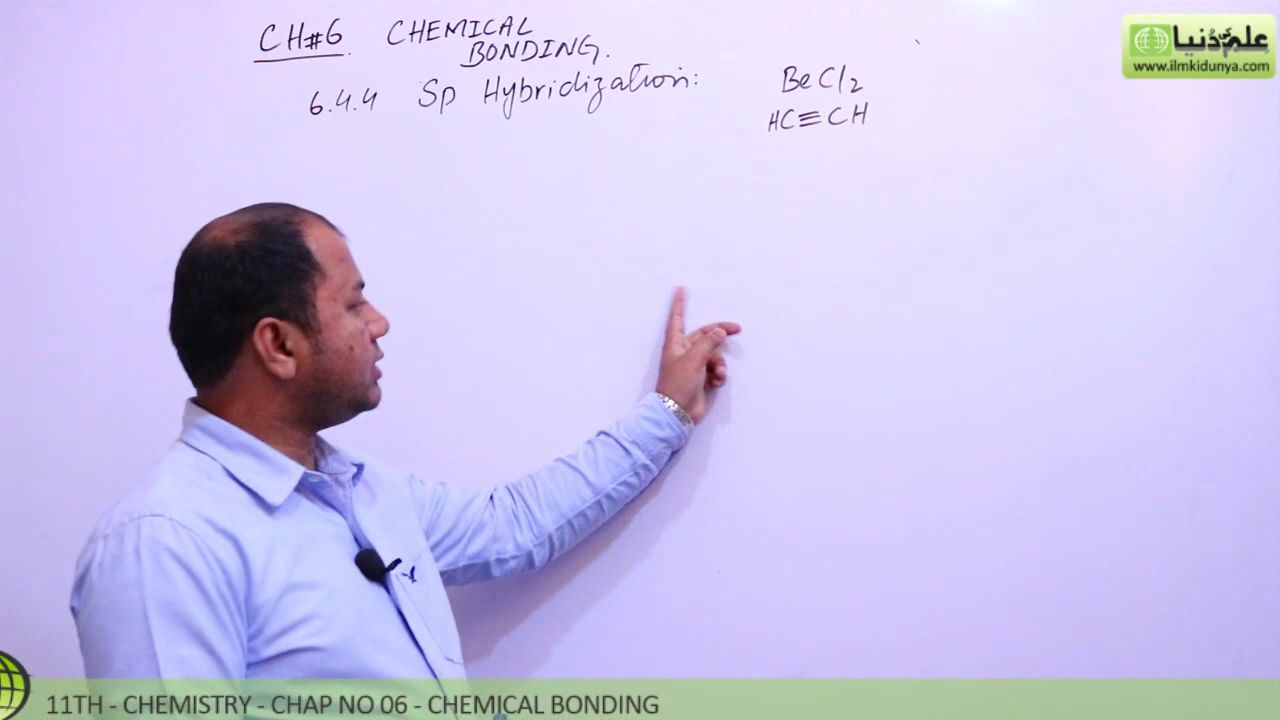 CH#6 CHEMICAL
BONDING.
6.4.4 Sp Hybridization: BeCl2
HC≡CH
علم کی دُنیا
www.ilmkidunya.com
11TH - CHEMISTRY - CHAP NO 06 - CHEMICAL BONDING